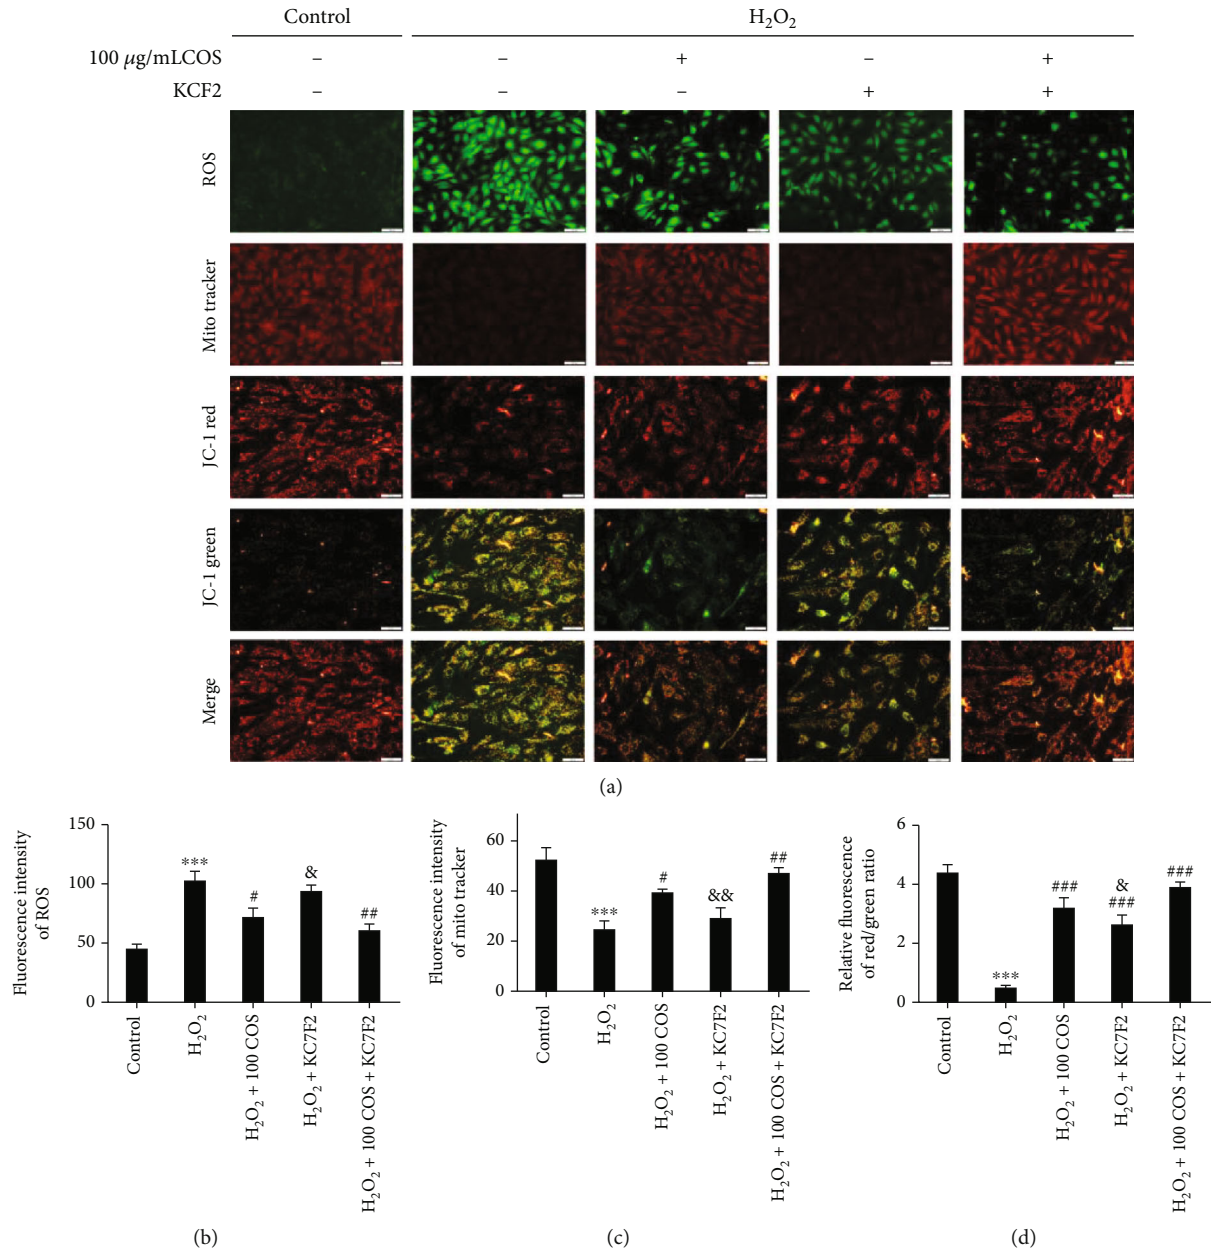 Control H₂O₂
100 μg/mLCOS – – + – +
KCF2 – – – + +
ROS
Mito tracker
JC-1 red
JC-1 green
Merge
(a)
Fluorescence intensity
of ROS
150
100
50
0
***
#
&
##
Control
H₂O₂
H₂O₂ + 100 COS
H₂O₂ + KC7F2
H₂O₂ + 100 COS + KC7F2
(b)
Fluorescence intensity
of mito tracker
60
40
20
0
***
#
&&
##
Control
H₂O₂
H₂O₂ + 100 COS
H₂O₂ + KC7F2
H₂O₂ + 100 COS + KC7F2
(c)
Relative fluorescence
of red/green ratio
6
4
2
0
***
###
&
###
###
Control
H₂O₂
H₂O₂ + 100 COS
H₂O₂ + KC7F2
H₂O₂ + 100 COS + KC7F2
(d)